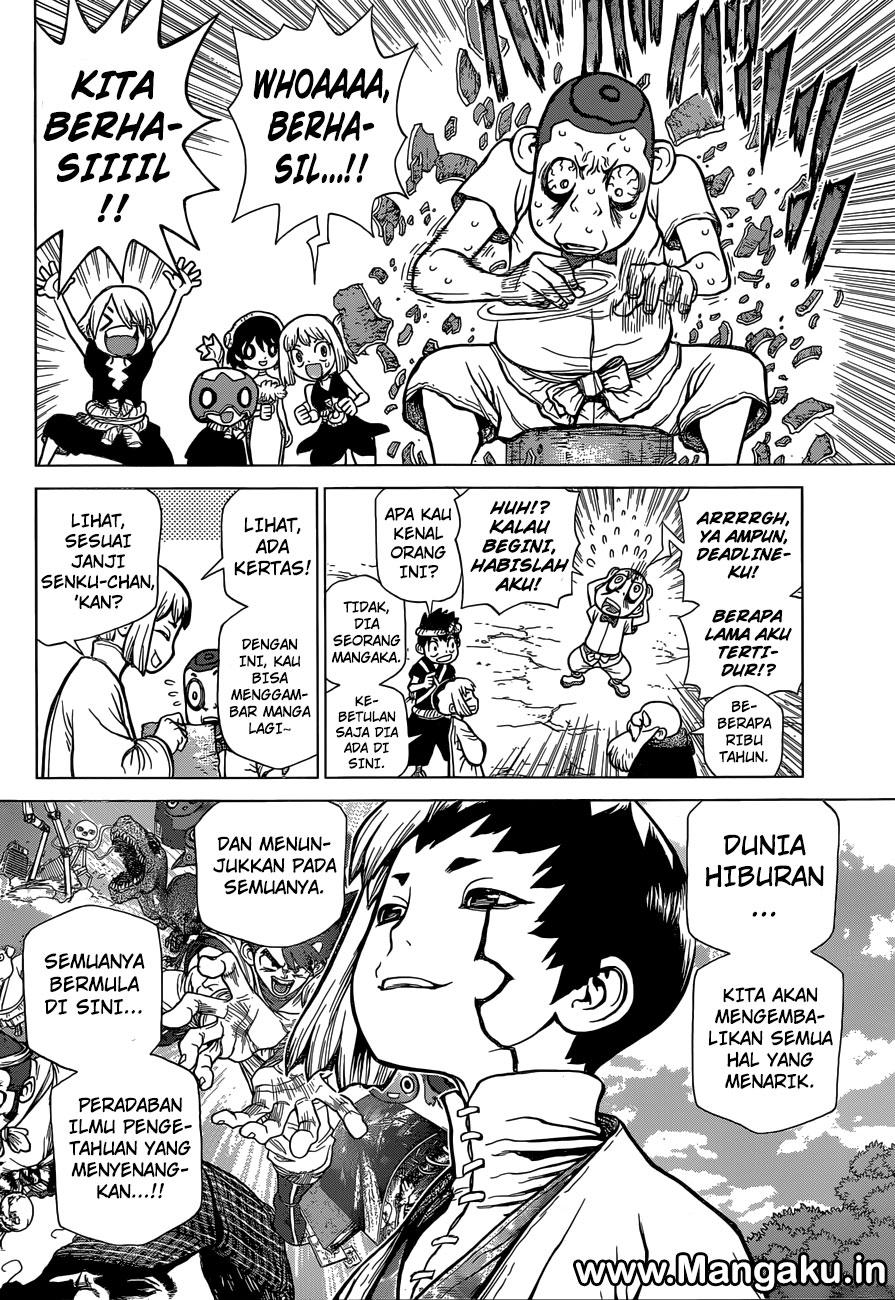 WHOAAAA,
BERHA-
SIL...!!
KITA
BERHA-
SIIIIL
!!
ARRRRGH,
YA AMPUN,
DEADLINE-
KU!
BERAPA
LAMA AKU
TERTI-
DUR!?
BE-
BERAPA
RIBU
TAHUN.
HUH!?
KALAU
BEGINI,
HABISLAH
AKU!
APA KAU
KENAL
ORANG
INI?
TIDAK,
DIA
SEORANG
MANGAKA.
KE-
BETULAN
SAJA DIA
ADA DI
SINI.
LIHAT,
ADA
KERTAS!
DENGAN
INI, KAU
BISA
MENGGAM-
BAR MANGA
LAGI~
LIHAT,
SESUAI
JANJI
SENKU-CHAN,
'KAN?
DUNIA
HIBURAN
...
KITA AKAN
MENGEMBA-
LIKAN SEMUA
HAL YANG
MENARIK.
DAN MENUN-
JUKKAN PADA
SEMUANYA.
SEMUANYA
BERMULA
DI SINI...
PERADABAN
ILMU PENGE-
TAHUAN YANG
MENYENANG-
KAN...!!
www.Mangaku.in